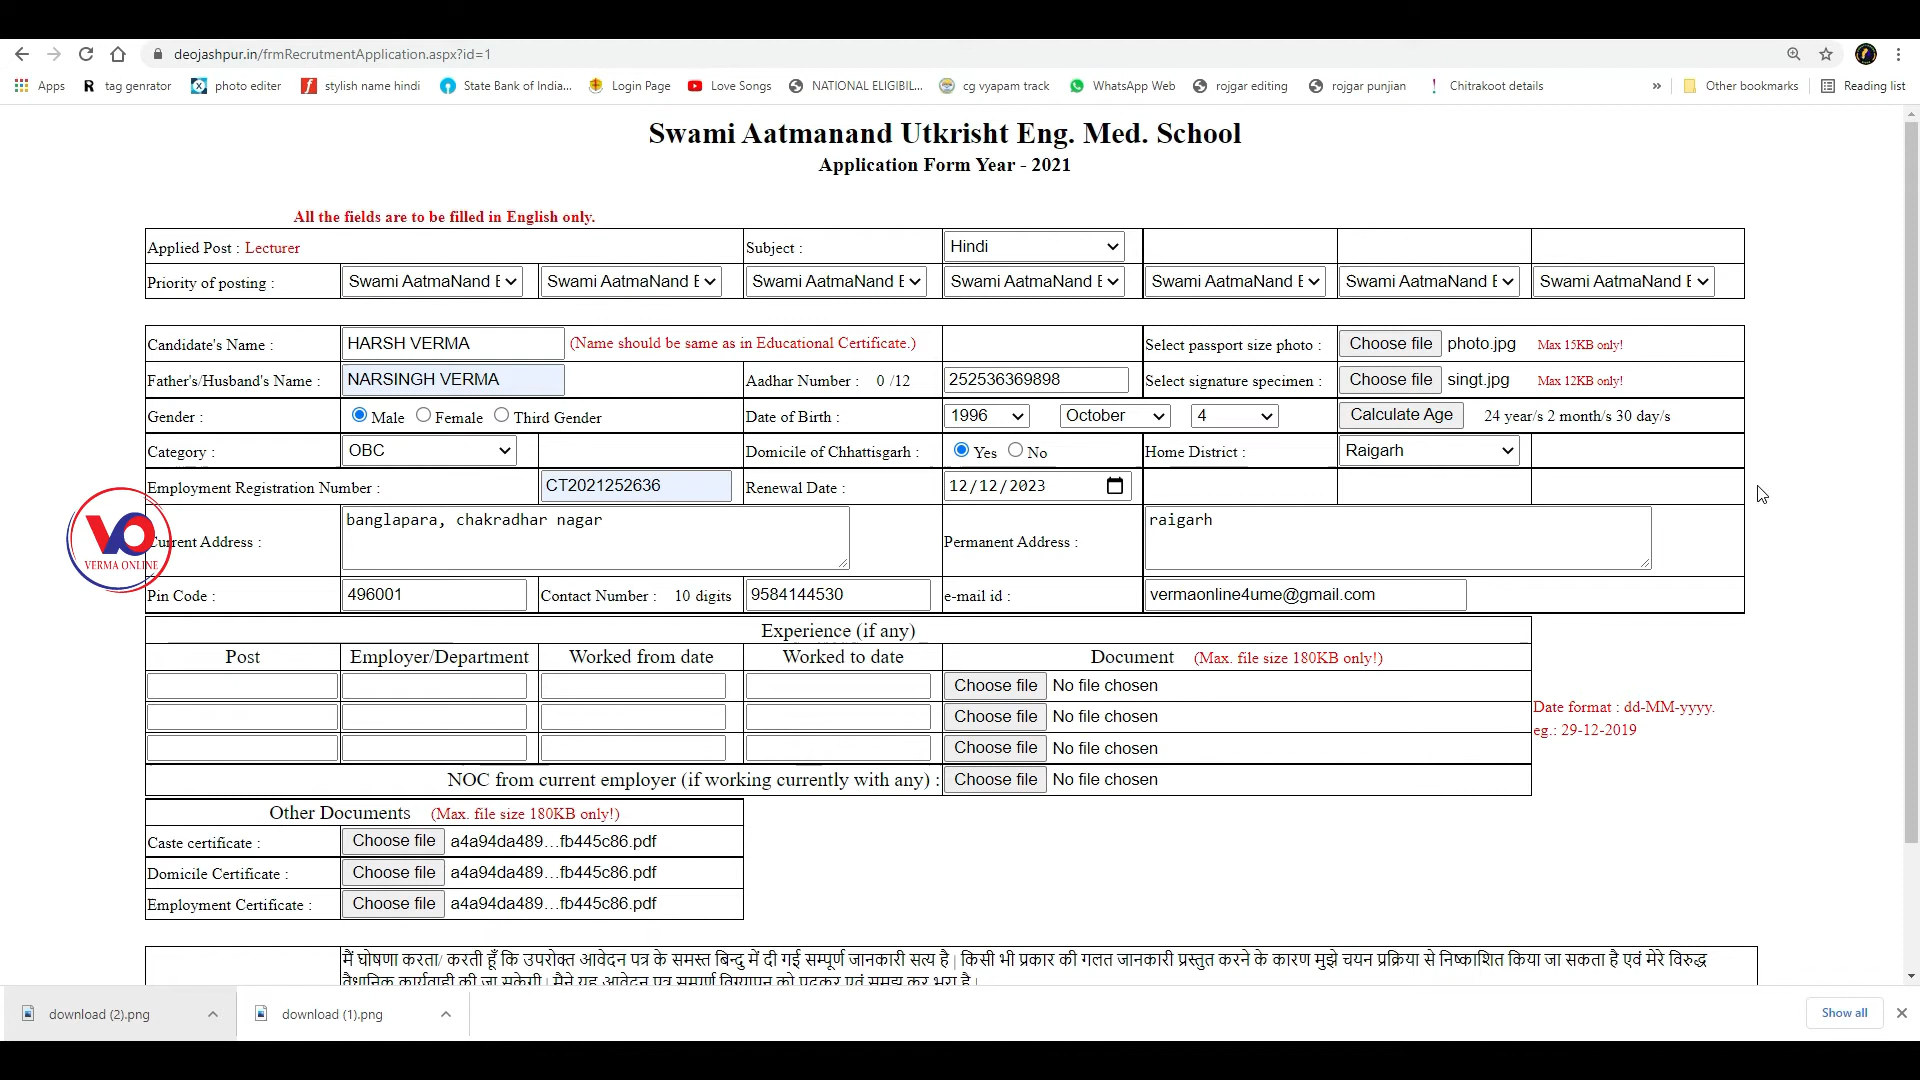 deojashpur.in/frmRecrutmentApplication.aspx?id=1
Apps R tag genrator photo editer stylish name hindi State Bank of India... Login Page Love Songs NATIONAL ELIGIBIL... cg vyapam track WhatsApp Web rojgar editing rojgar punjian Chitrakoot details » Other bookmarks Reading list
Swami Aatmanand Utkrisht Eng. Med. School
Application Form Year - 2021
All the fields are to be filled in English only.
Applied Post : Lecturer Subject : Hindi
Priority of posting : Swami AatmaNand E Swami AatmaNand E Swami AatmaNand E Swami AatmaNand E Swami AatmaNand E Swami AatmaNand E Swami AatmaNand E
Candidate's Name : HARSH VERMA (Name should be same as in Educational Certificate.) Select passport size photo : Choose file photo.jpg Max 15KB only!
Father's/Husband's Name : NARSINGH VERMA Aadhar Number : 0 /12 252536369898 Select signature specimen : Choose file singt.jpg Max 12KB only!
Gender : Male Female Third Gender Date of Birth : 1996 October 4 Calculate Age 24 year/s 2 month/s 30 day/s
Category : OBC Domicile of Chhattisgarh : Yes No Home District : Raigarh
Employment Registration Number : CT2021252636 Renewal Date : 12/12/2023
Current Address : banglapara, chakradhar nagar Permanent Address : raigarh
VO
VERMA ONLINE
Pin Code : 496001 Contact Number : 10 digits 9584144530 e-mail id : vermaonline4ume@gmail.com
Experience (if any)
Post Employer/Department Worked from date Worked to date Document (Max. file size 180KB only!)
Choose file No file chosen
Choose file No file chosen
Date format : dd-MM-yyyy.
eg.: 29-12-2019
Choose file No file chosen
NOC from current employer (if working currently with any) : Choose file No file chosen
Other Documents (Max. file size 180KB only!)
Caste certificate : Choose file a4a94da489...fb445c86.pdf
Domicile Certificate : Choose file a4a94da489...fb445c86.pdf
Employment Certificate : Choose file a4a94da489...fb445c86.pdf
मैं घोषणा करता/ करती हूँ कि उपरोक्त आवेदन पत्र के समस्त बिन्दु में दी गई सम्पूर्ण जानकारी सत्य है | किसी भी प्रकार की गलत जानकारी प्रस्तुत करने के कारण मुझे चयन प्रक्रिया से निष्काशित किया जा सकता है एवं मेरे विरुद्ध
वैधानिक कार्यवाही की जा सकेगी | मैंने यह आवेदन पत्र सम्पूर्ण विज्ञापन को पढ़कर एवं समझ कर भरा है |
download (2).png download (1).png Show all